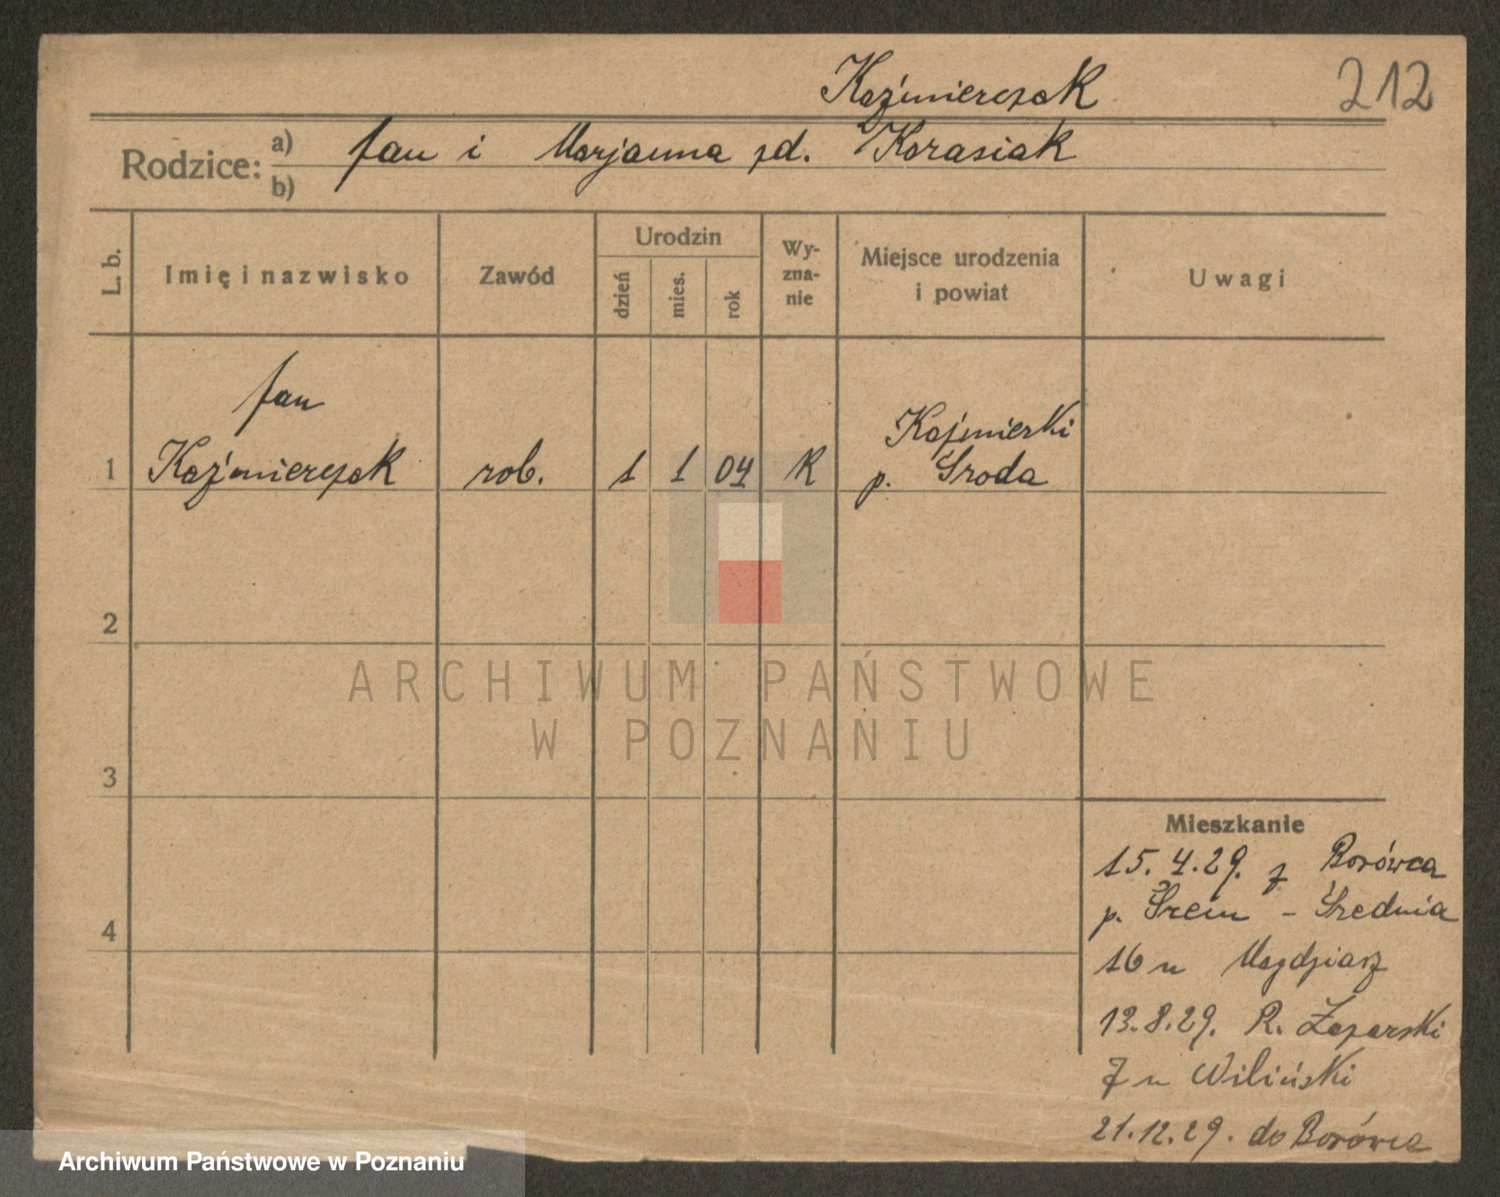 Kaźmierczak
212
Rodzice:
a) Jan i Marjanna zd. Karasiak
b)
L. b.
Imię i nazwisko
Zawód
Urodzin
dzień
mies.
rok
Wy-
zna-
nie
Miejsce urodzenia
i powiat
Uwagi
Jan
1 Kaźmierczak rob. 1 1 04 K Kaźmierki
p. Środa
2
3
4
Mieszkanie
15.4.29. z Borówca
p. Śrem - Średnia
16 u Magdziarz
13.8.29. R.
7 u Wiliński
21.12.29. do Borówca
ARCHIWUM PAŃSTWOWE
W POZNANIU
Archiwum Państwowe w Poznaniu